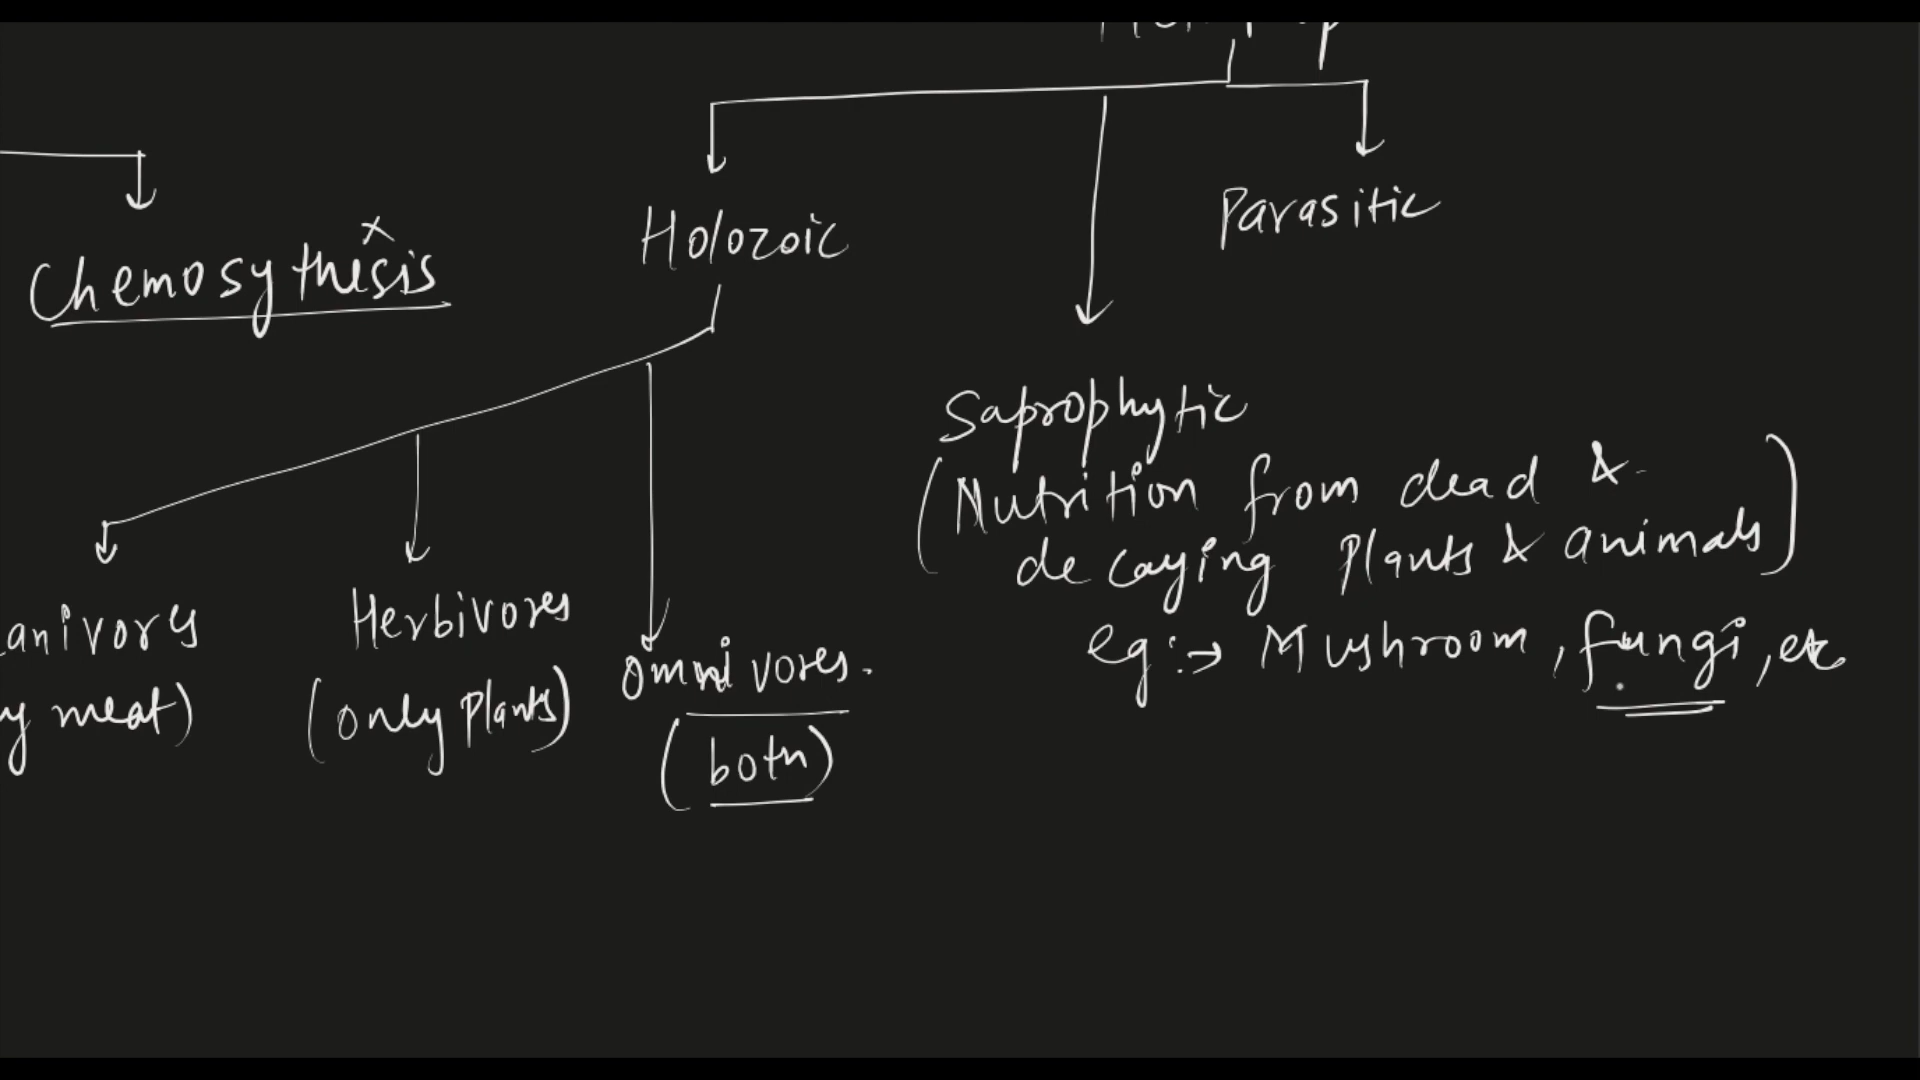 Parasitic
Holozoic
x
Chemosythesis
Saprophytic
(Nutrition from dead &
decaying Plants & animals)
eg:→ Mushroom, fungi, etc
Herbivores
(only Plants)
omnivores.
(both)
meat)